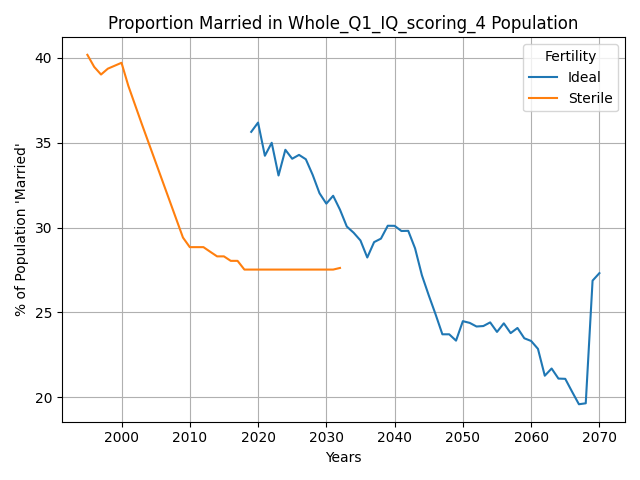 Proportion Married in Whole_Q1_IQ_scoring_4 Population
% of Population 'Married'
40
35
30
25
20
Fertility
Ideal
Sterile
2000 2010 2020 2030 2040 2050 2060 2070
Years